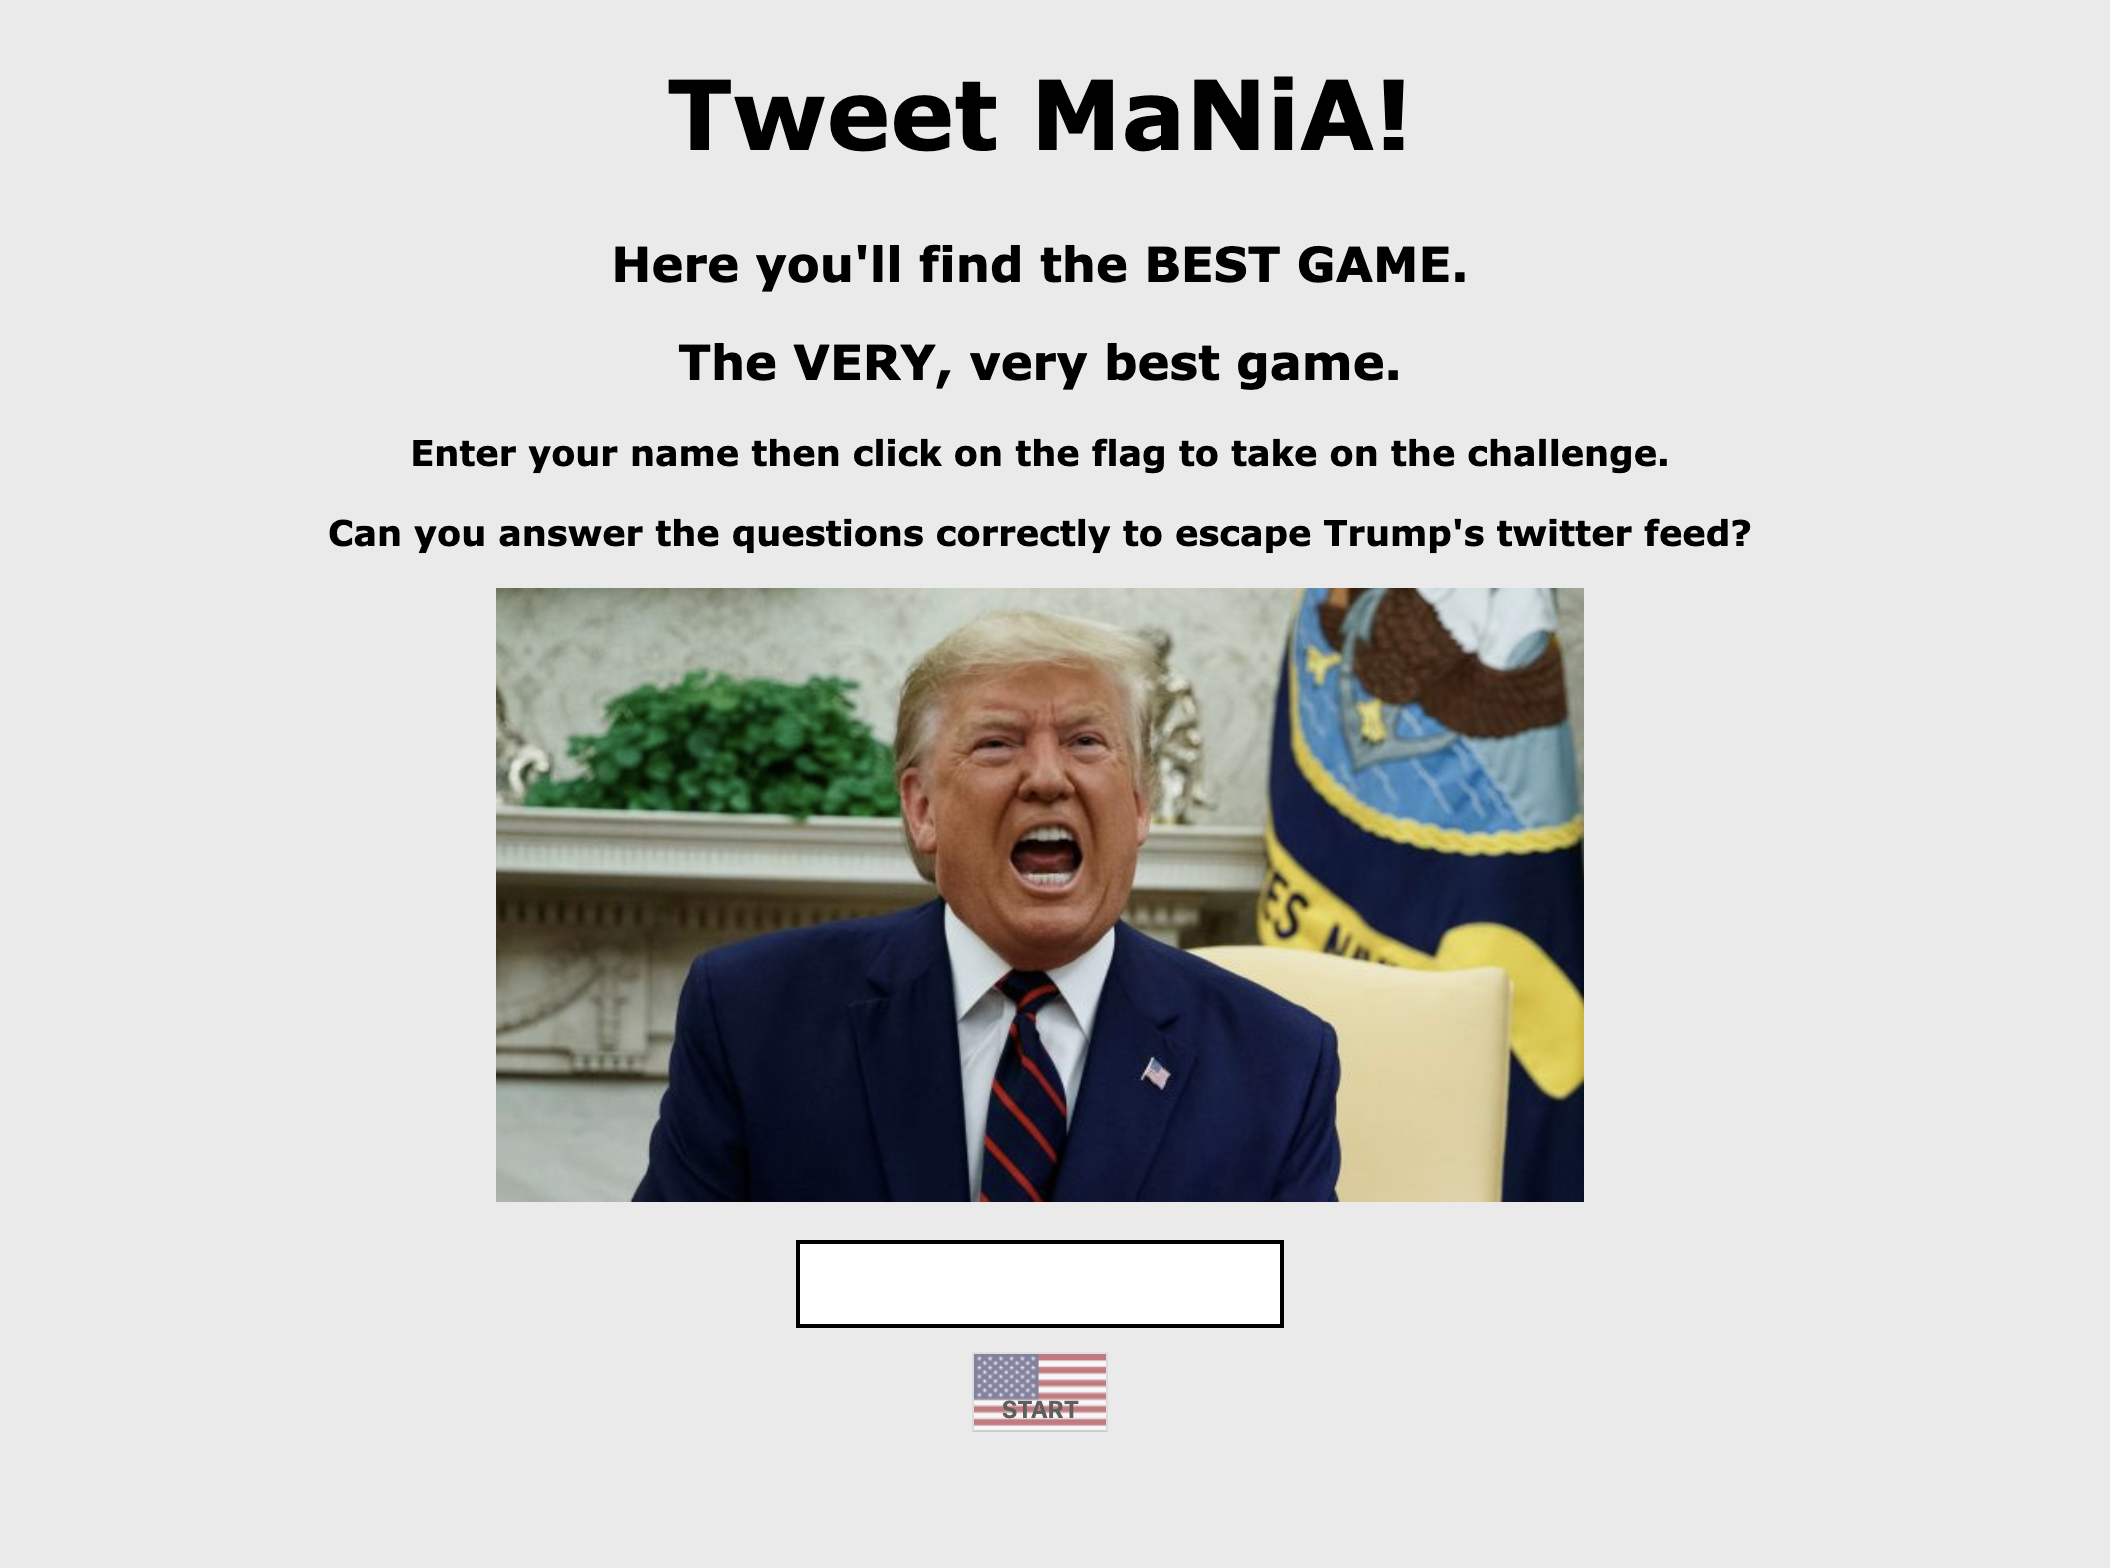 Tweet MaNiA!
Here you'll find the BEST GAME.
The VERY, very best game.
Enter your name then click on the flag to take on the challenge.
Can you answer the questions correctly to escape Trump's twitter feed?
ES NA
START